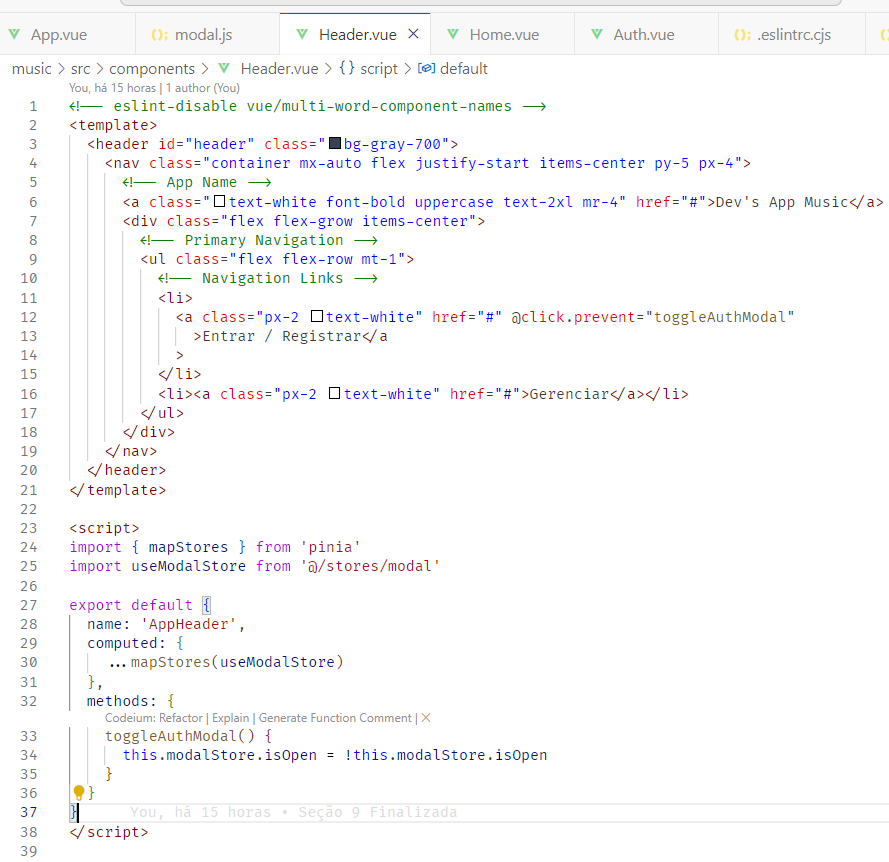 App.vue
modal.js
Header.vue
Home.vue
Auth.vue
.eslintrc.cjs
music > src > components > Header.vue > {} script > default
You, há 15 horas | 1 author (You)
1 <!-- eslint-disable vue/multi-word-component-names -->
2 <template>
3 <header id="header" class="bg-gray-700">
4 <nav class="container mx-auto flex justify-start items-center py-5 px-4">
5 <!-- App Name -->
6 <a class="text-white font-bold uppercase text-2xl mr-4" href="#">Dev's App Music</a>
7 <div class="flex flex-grow items-center">
8 <!-- Primary Navigation -->
9 <ul class="flex flex-row mt-1">
10 <!-- Navigation Links -->
11 <li>
12 <a class="px-2 text-white" href="#" @click.prevent="toggleAuthModal"
13 >Entrar / Registrar</a
14 >
15 </li>
16 <li><a class="px-2 text-white" href="#">Gerenciar</a></li>
17 </ul>
18 </div>
19 </nav>
20 </header>
21 </template>
22
23 <script>
24 import { mapStores } from 'pinia'
25 import useModalStore from '@/stores/modal'
26
27 export default {
28 name: 'AppHeader',
29 computed: {
30 ...mapStores(useModalStore)
31 },
32 methods: {
Codeium: Refactor | Explain | Generate Function Comment | ×
33 toggleAuthModal() {
34 this.modalStore.isOpen = !this.modalStore.isOpen
35 }
36 }
37 } You, há 15 horas • Seção 9 Finalizada
38 </script>
39